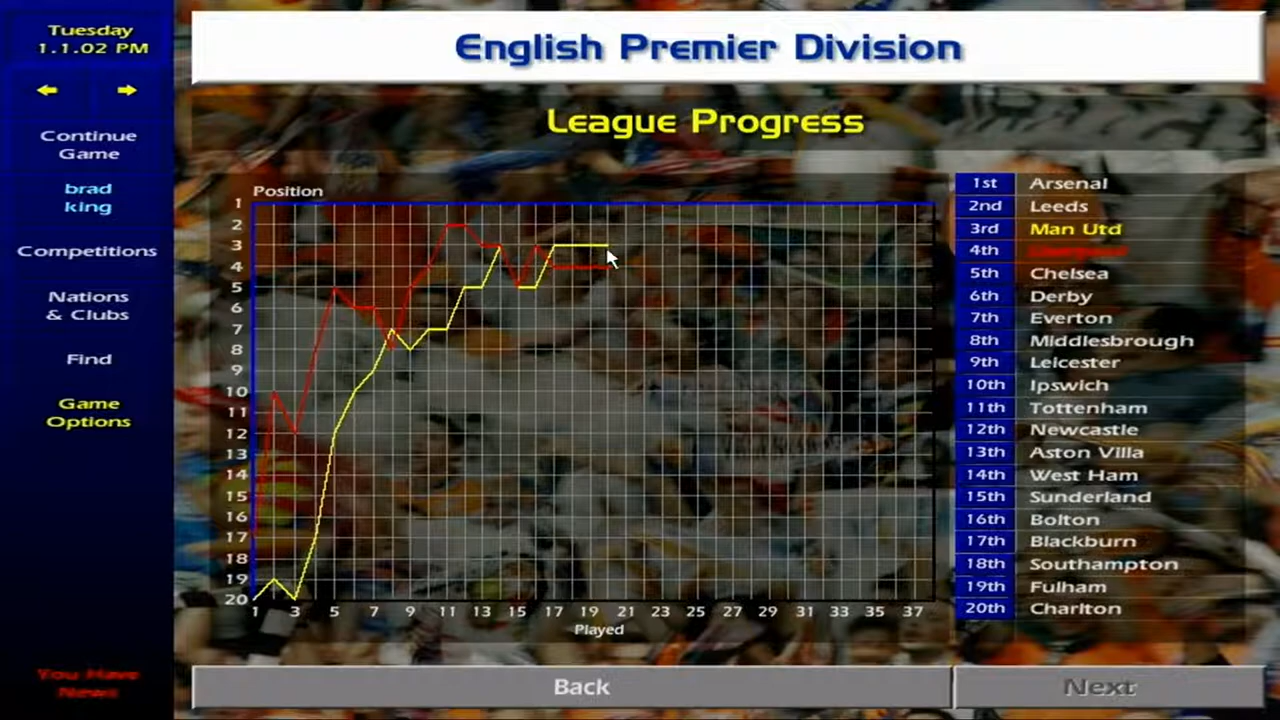 Tuesday
1.1.02 PM
Continue
Game
brad
king
Competitions
Nations
& Clubs
Find
Game
Options
You Have
News
English Premier Division
League Progress
Position
1
2
3
4
5
6
7
8
9
10
11
12
13
14
15
16
17
18
19
20
1 3 5 7 9 11 13 15 17 19 21 23 25 27 29 31 33 35 37
Played
1st Arsenal
2nd Leeds
3rd Man Utd
4th
5th Chelsea
6th Derby
7th Everton
8th Middlesbrough
9th Leicester
10th Ipswich
11th Tottenham
12th Newcastle
13th Aston Villa
14th West Ham
15th Sunderland
16th Bolton
17th Blackburn
18th Southampton
19th Fulham
20th Charlton
Back
Next